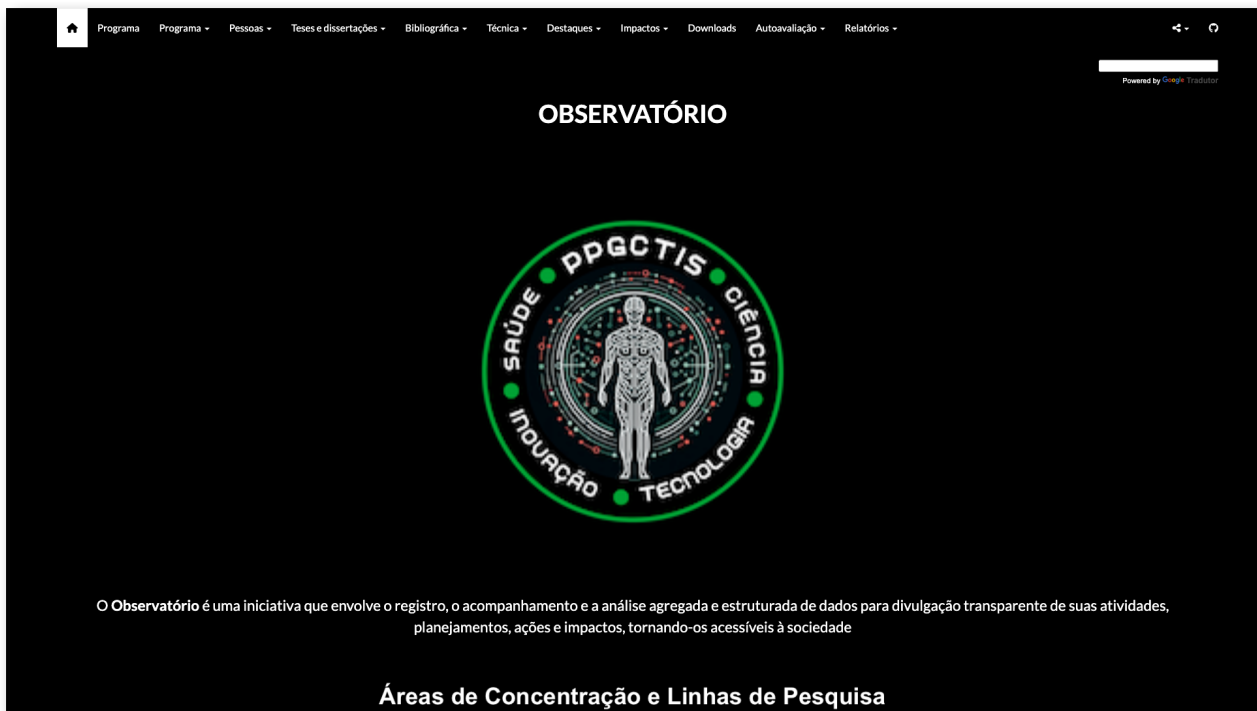 Programa Programa Pessoas Teses e dissertações Bibliográfica Técnica Destaques Impactos Downloads Autoavaliação Relatórios
Powered by Google Tradutor
OBSERVATÓRIO
PPGCTIS
SAÚDE
CIÊNCIA
INOVAÇÃO
TECNOLOGIA
O Observatório é uma iniciativa que envolve o registro, o acompanhamento e a análise agregada e estruturada de dados para divulgação transparente de suas atividades,
planejamentos, ações e impactos, tornando-os acessíveis à sociedade
Áreas de Concentração e Linhas de Pesquisa